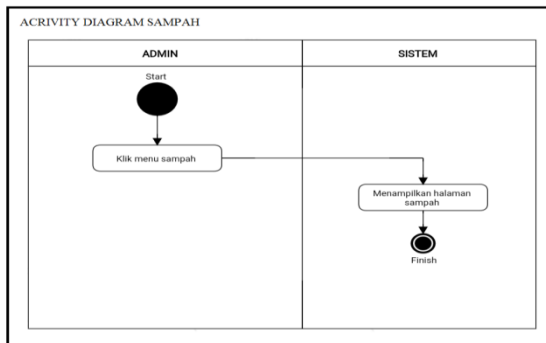 ACRIVITY DIAGRAM SAMPAH
ADMIN
SISTEM
Start
Klik menu sampah
Menampilkan halaman
sampah
Finish